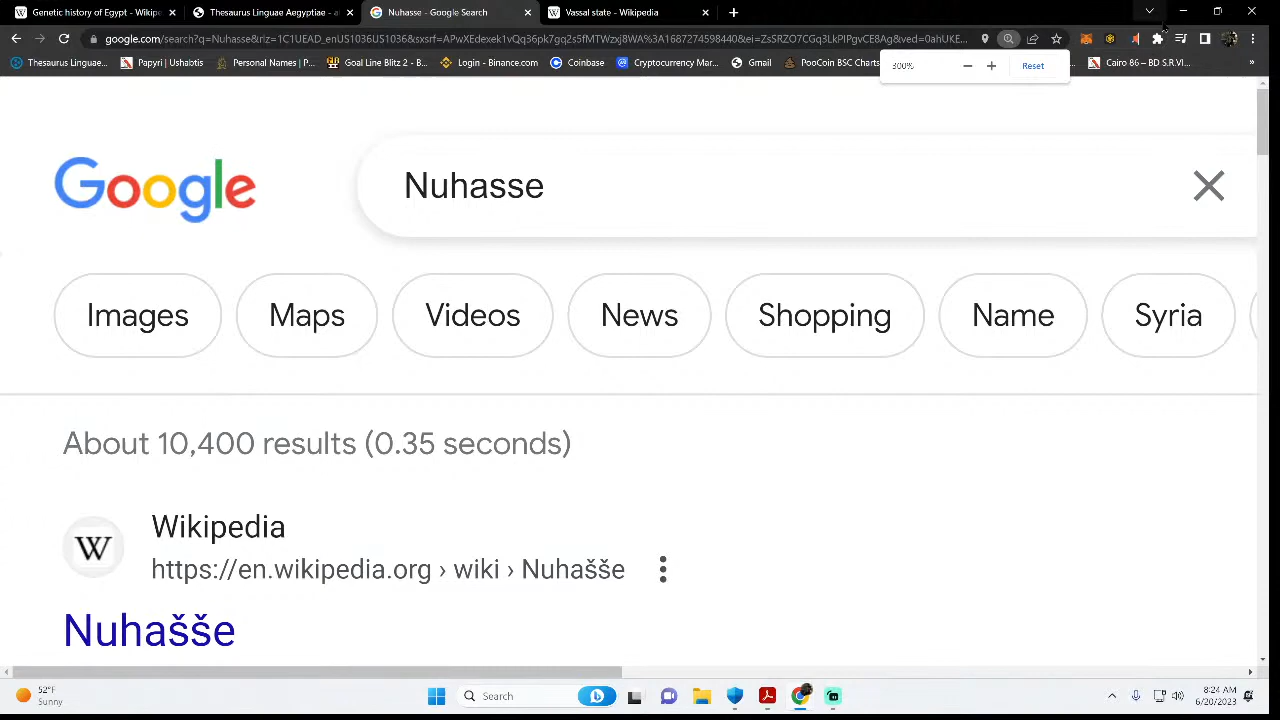 Genetic history of Egypt - Wikipe
Thesaurus Linguae Aegyptiae - al
Nuhasse - Google Search
Vassal state - Wikipedia
Thesaurus Linguae...
Papyri | Ushabtis
Personal Names | P...
Goal Line Blitz 2 - B...
Login - Binance.com
Coinbase
Cryptocurrency Mar...
Gmail
PooCoin BSC Charts
Cairo 86 – BD S.R.VI...
»
300%
Reset
Google
Nuhasse
Images
Maps
Videos
News
Shopping
Name
Syria
About 10,400 results (0.35 seconds)
W
Wikipedia
https://en.wikipedia.org › wiki › Nuhašše
Nuhašše
52°F
Sunny
Search
8:24 AM